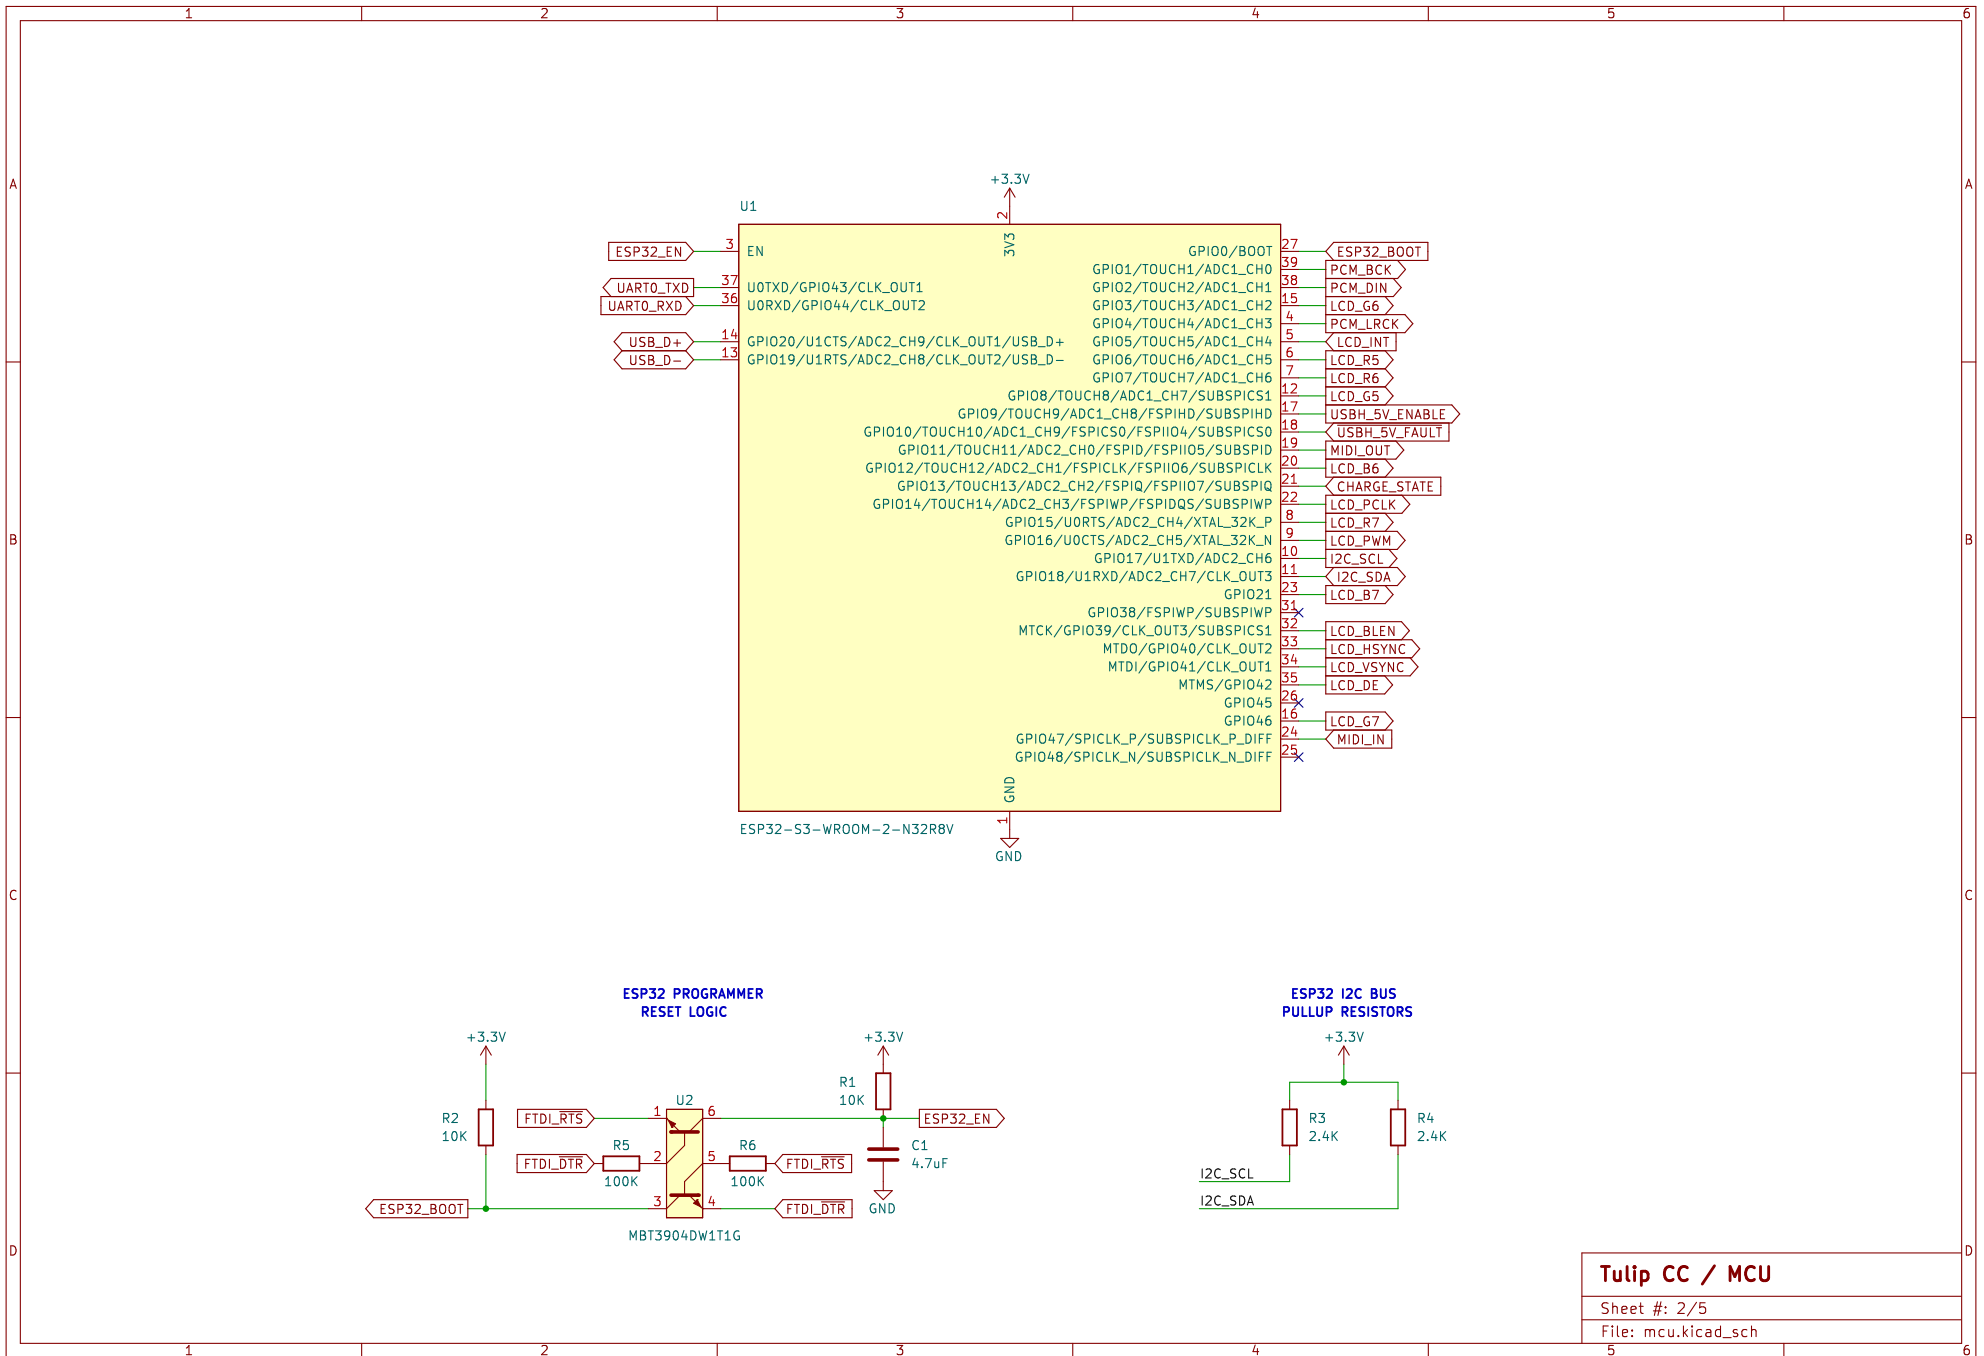 1 2 3 4 5 6
A A
B B
C C
D D
+3.3V
U1
2
3V3
ESP32_EN 3 EN
UART0_TXD 37 U0TXD/GPIO43/CLK_OUT1
UART0_RXD 36 U0RXD/GPIO44/CLK_OUT2
USB_D+ 14 GPIO20/U1CTS/ADC2_CH9/CLK_OUT1/USB_D+
USB_D- 13 GPIO19/U1RTS/ADC2_CH8/CLK_OUT2/USB_D-
GPIO0/BOOT 27 ESP32_BOOT
GPIO1/TOUCH1/ADC1_CH0 39 PCM_BCK
GPIO2/TOUCH2/ADC1_CH1 38 PCM_DIN
GPIO3/TOUCH3/ADC1_CH2 15 LCD_G6
GPIO4/TOUCH4/ADC1_CH3 4 PCM_LRCK
GPIO5/TOUCH5/ADC1_CH4 5 LCD_INT
GPIO6/TOUCH6/ADC1_CH5 6 LCD_R5
GPIO7/TOUCH7/ADC1_CH6 7 LCD_R6
GPIO8/TOUCH8/ADC1_CH7/SUBSPICS1 12 LCD_G5
GPIO9/TOUCH9/ADC1_CH8/FSPIHD/SUBSPIHD 17 USBH_5V_ENABLE
GPIO10/TOUCH10/ADC1_CH9/FSPICS0/FSPIIO4/SUBSPICS0 18 USBH_5V_FAULT
GPIO11/TOUCH11/ADC2_CH0/FSPID/FSPIIO5/SUBSPID 19 MIDI_OUT
GPIO12/TOUCH12/ADC2_CH1/FSPICLK/FSPIIO6/SUBSPICLK 20 LCD_B6
GPIO13/TOUCH13/ADC2_CH2/FSPIQ/FSPIIO7/SUBSPIQ 21 CHARGE_STATE
GPIO14/TOUCH14/ADC2_CH3/FSPIWP/FSPIDQS/SUBSPIWP 22 LCD_PCLK
GPIO15/U0RTS/ADC2_CH4/XTAL_32K_P 8 LCD_R7
GPIO16/U0CTS/ADC2_CH5/XTAL_32K_N 9 LCD_PWM
GPIO17/U1TXD/ADC2_CH6 10 I2C_SCL
GPIO18/U1RXD/ADC2_CH7/CLK_OUT3 11 I2C_SDA
GPIO21 23 LCD_B7
GPIO38/FSPIWP/SUBSPIWP 31
MTCK/GPIO39/CLK_OUT3/SUBSPICS1 32 LCD_BLEN
MTDO/GPIO40/CLK_OUT2 33 LCD_HSYNC
MTDI/GPIO41/CLK_OUT1 34 LCD_VSYNC
MTMS/GPIO42 35 LCD_DE
GPIO45 26
GPIO46 16 LCD_G7
GPIO47/SPICLK_P/SUBSPICLK_P_DIFF 24 MIDI_IN
GPIO48/SPICLK_N/SUBSPICLK_N_DIFF 25
GND
1
ESP32-S3-WROOM-2-N32R8V
GND
ESP32 PROGRAMMER
RESET LOGIC
+3.3V
+3.3V
R1
10K
R2
10K
U2
FTDI_RTS 1 6 ESP32_EN
R5 R6
FTDI_DTR 2 5 FTDI_RTS
100K 100K
C1
4.7uF
ESP32_BOOT 3 4 FTDI_DTR
GND
MBT3904DW1T1G
ESP32 I2C BUS
PULLUP RESISTORS
+3.3V
R3 R4
2.4K 2.4K
I2C_SCL
I2C_SDA
Tulip CC / MCU
Sheet #: 2/5
File: mcu.kicad_sch
1 2 3 4 5 6